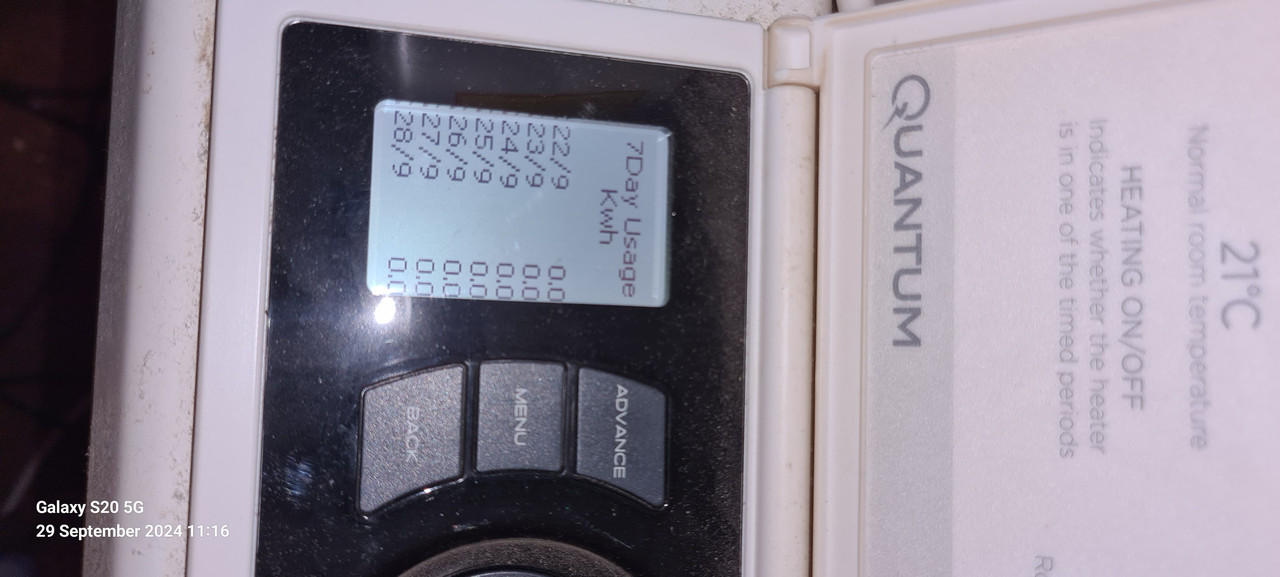 7Day Usage
Kwh
22/9 0.0
23/9 0.0
24/9 0.0
25/9 0.0
26/9 0.0
27/9 0.0
28/9 0.0
ADVANCE
MENU
BACK
21°C
Normal room temperature
HEATING ON/OFF
Indicates whether the heater
is in one of the timed periods
QUANTUM
Galaxy S20 5G
29 September 2024 11:16